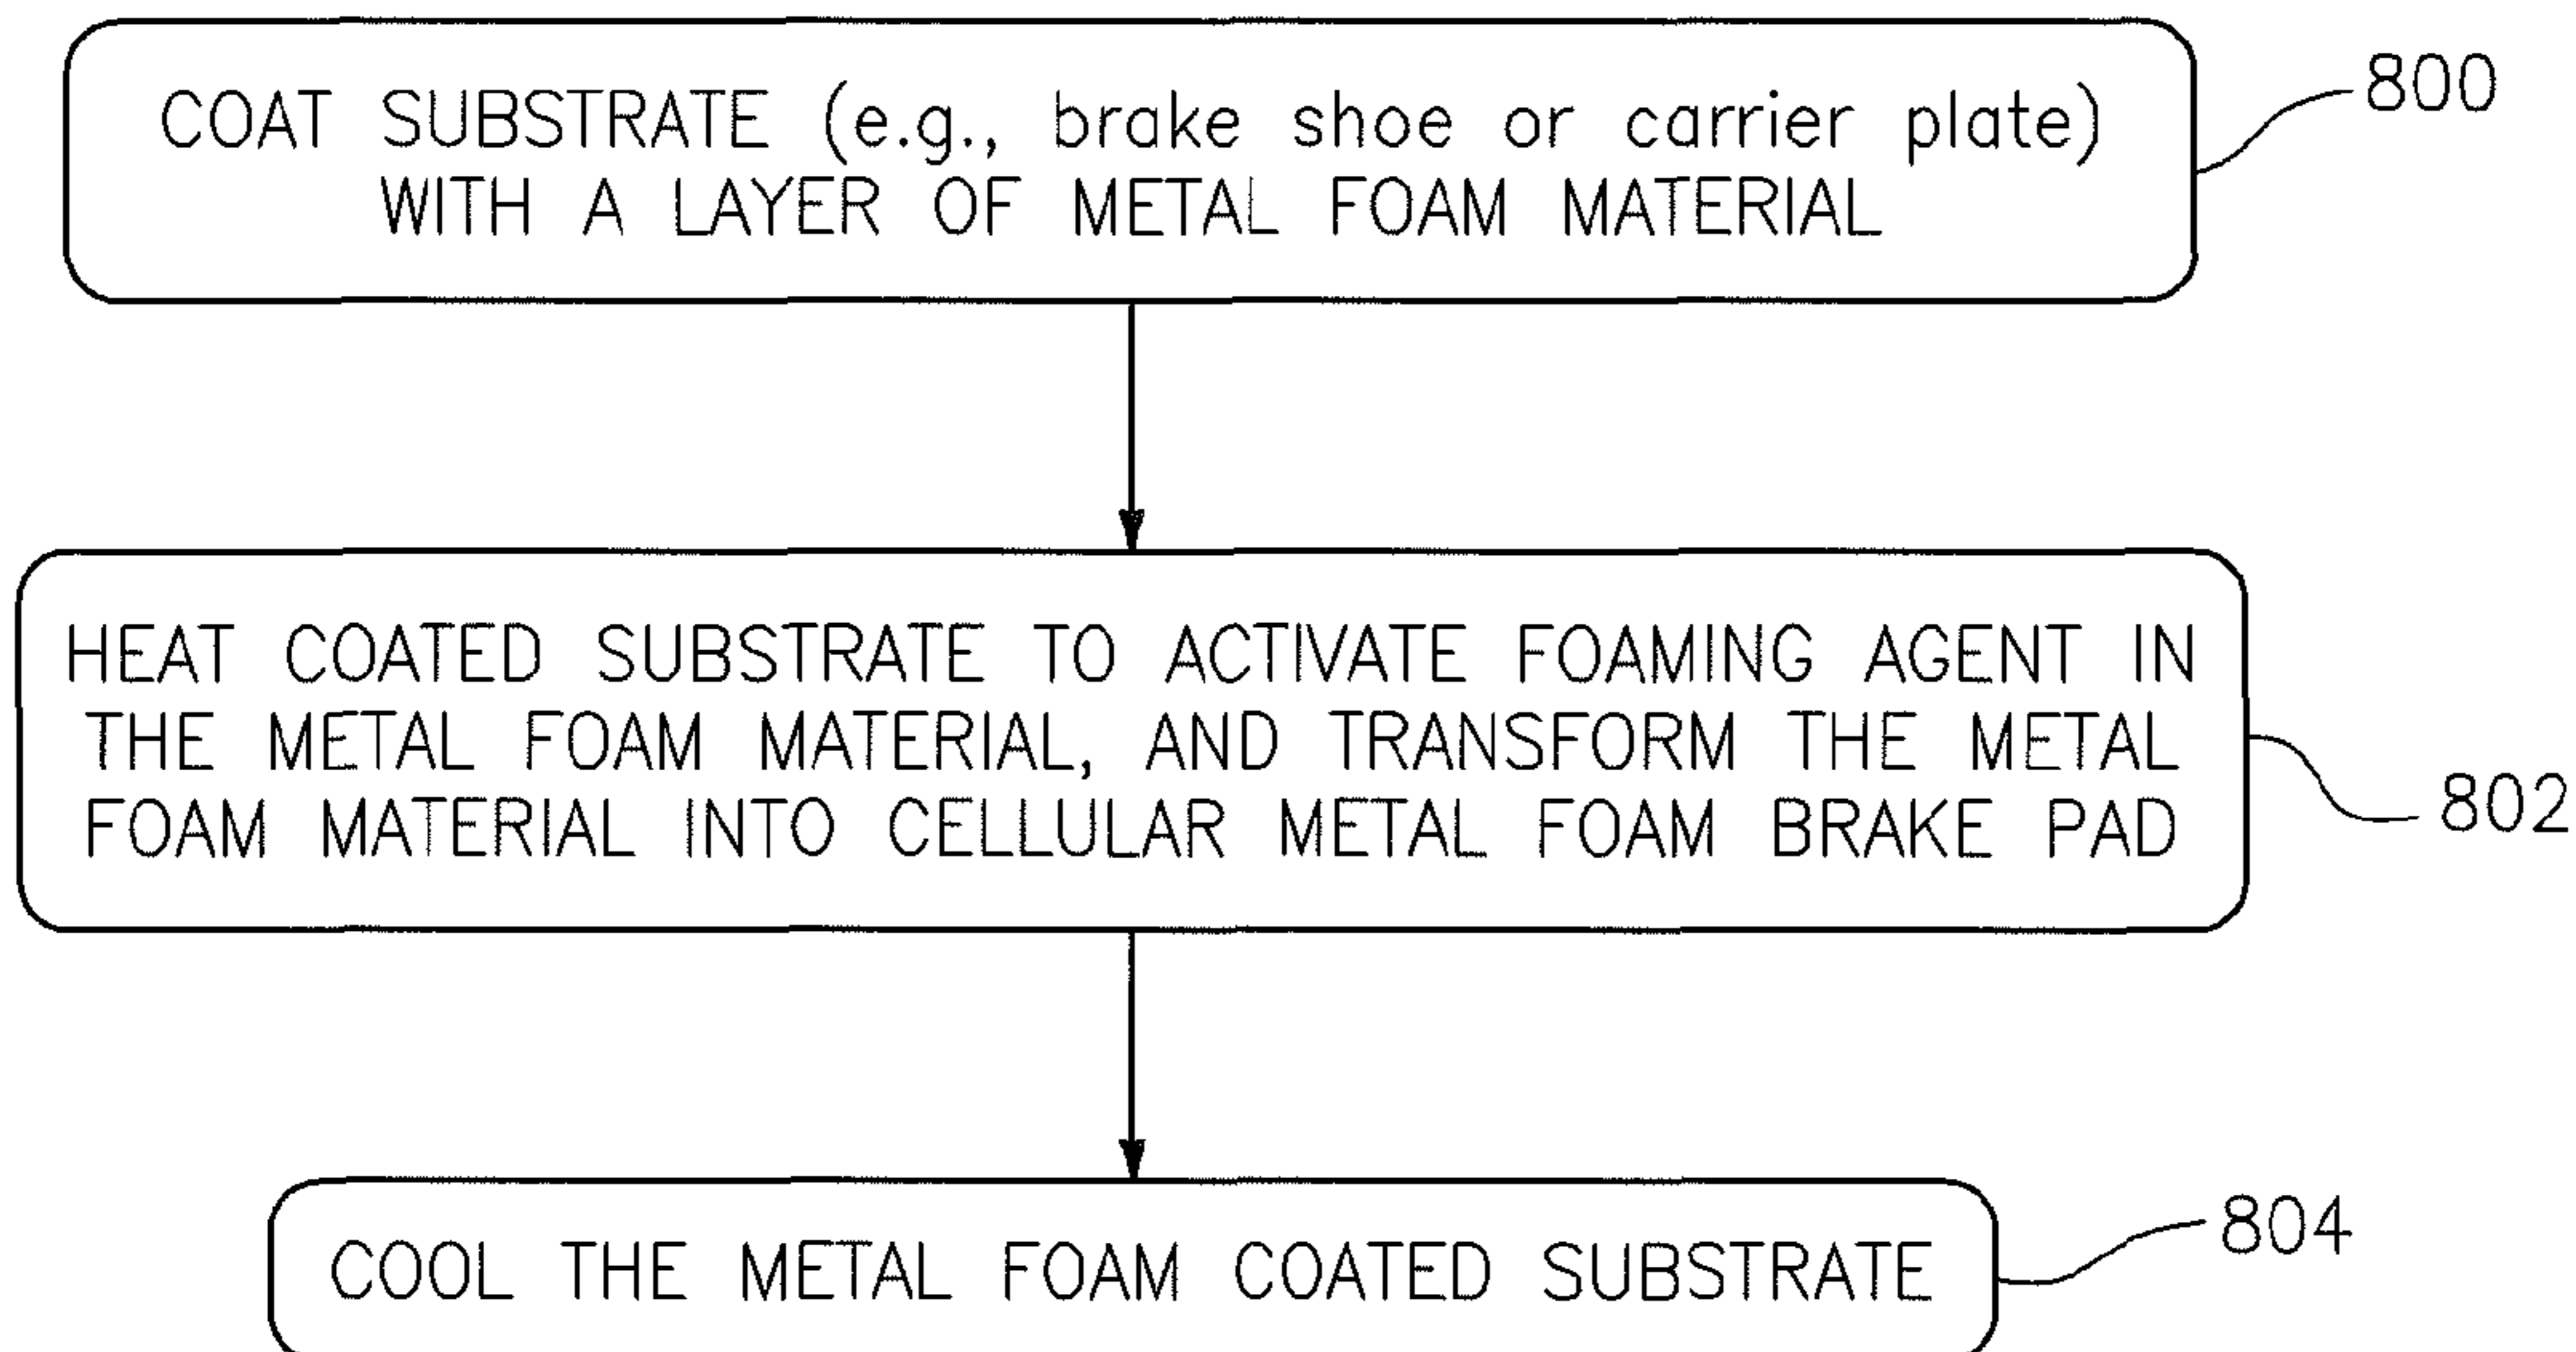 COAT SUBSTRATE (e.g., brake shoe or carrier plate)
WITH A LAYER OF METAL FOAM MATERIAL
800
HEAT COATED SUBSTRATE TO ACTIVATE FOAMING AGENT IN
THE METAL FOAM MATERIAL, AND TRANSFORM THE METAL
FOAM MATERIAL INTO CELLULAR METAL FOAM BRAKE PAD
802
COOL THE METAL FOAM COATED SUBSTRATE
804